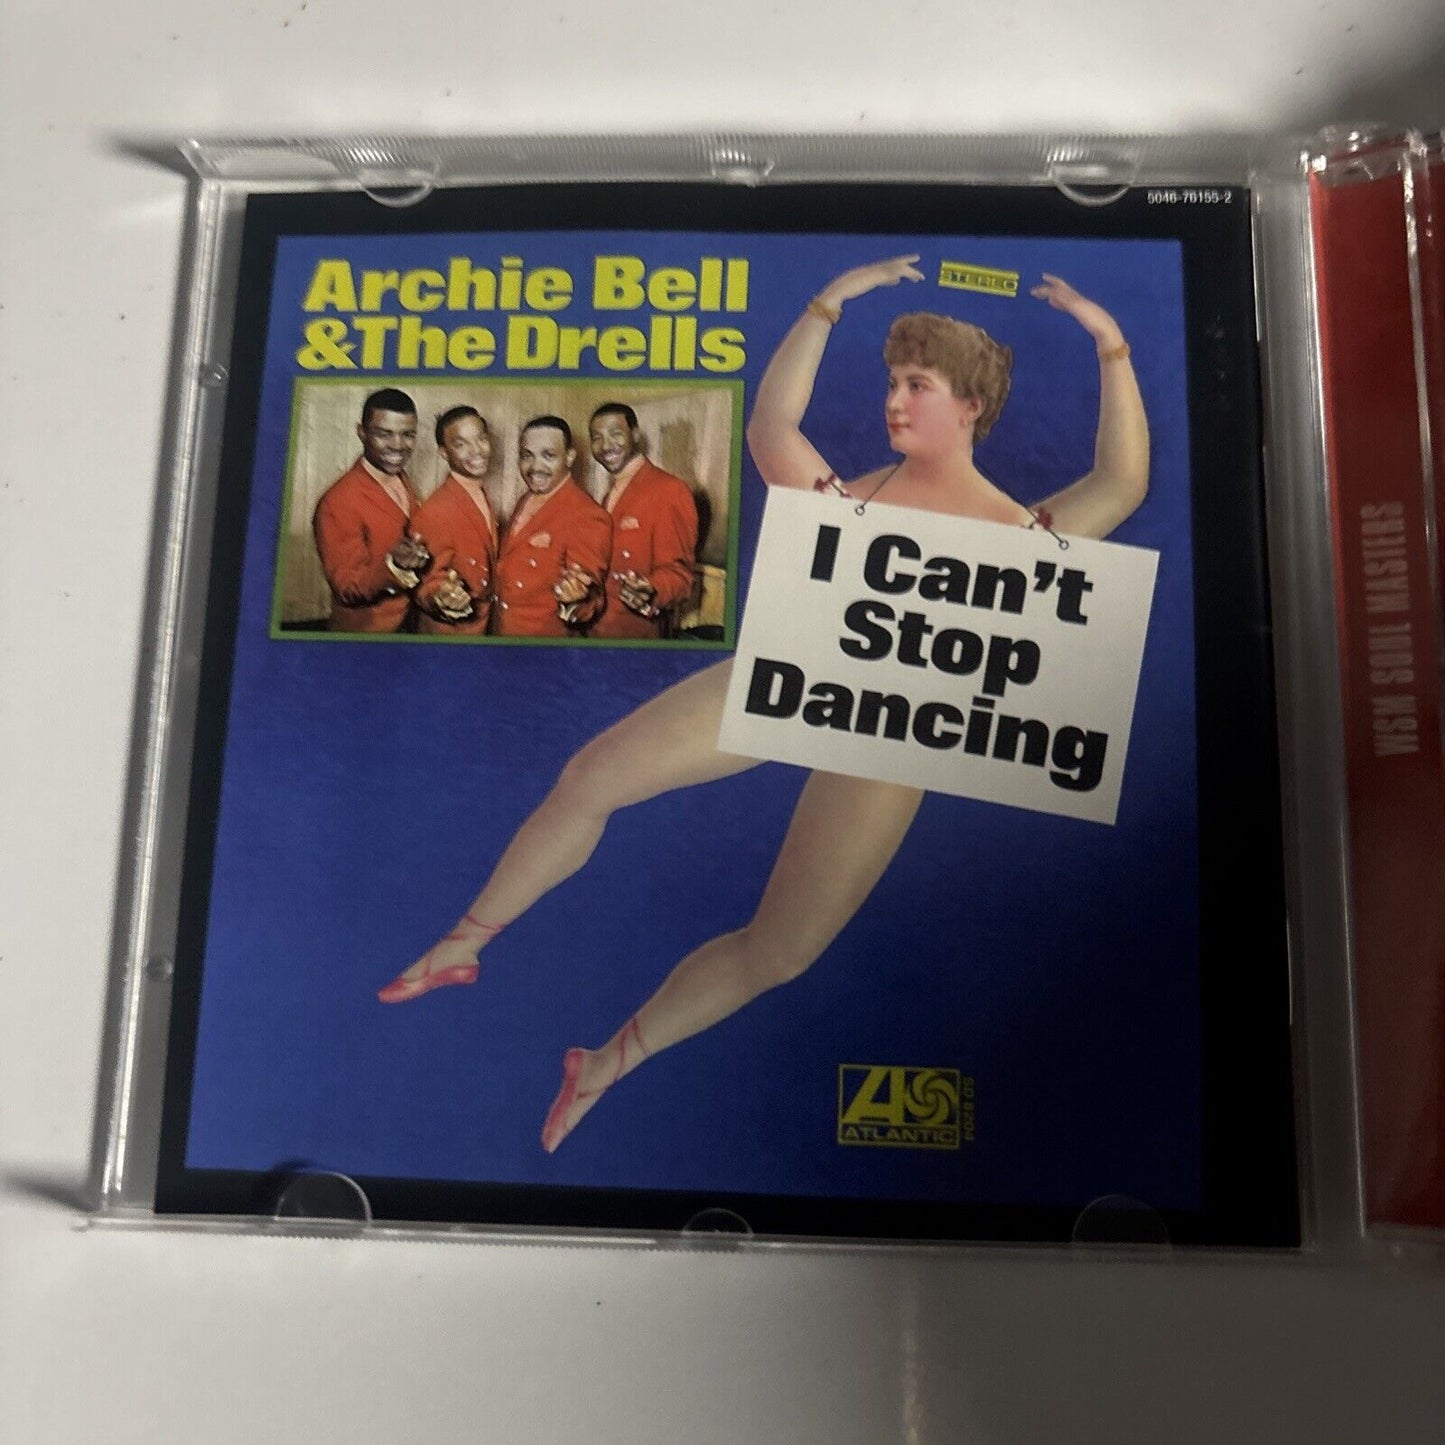 5046-76155-2
Archie Bell
&The Drells
STEREO
I Can't
Stop
Dancing
ATLANTIC
SD 8204
WSM SOUL MASTERS